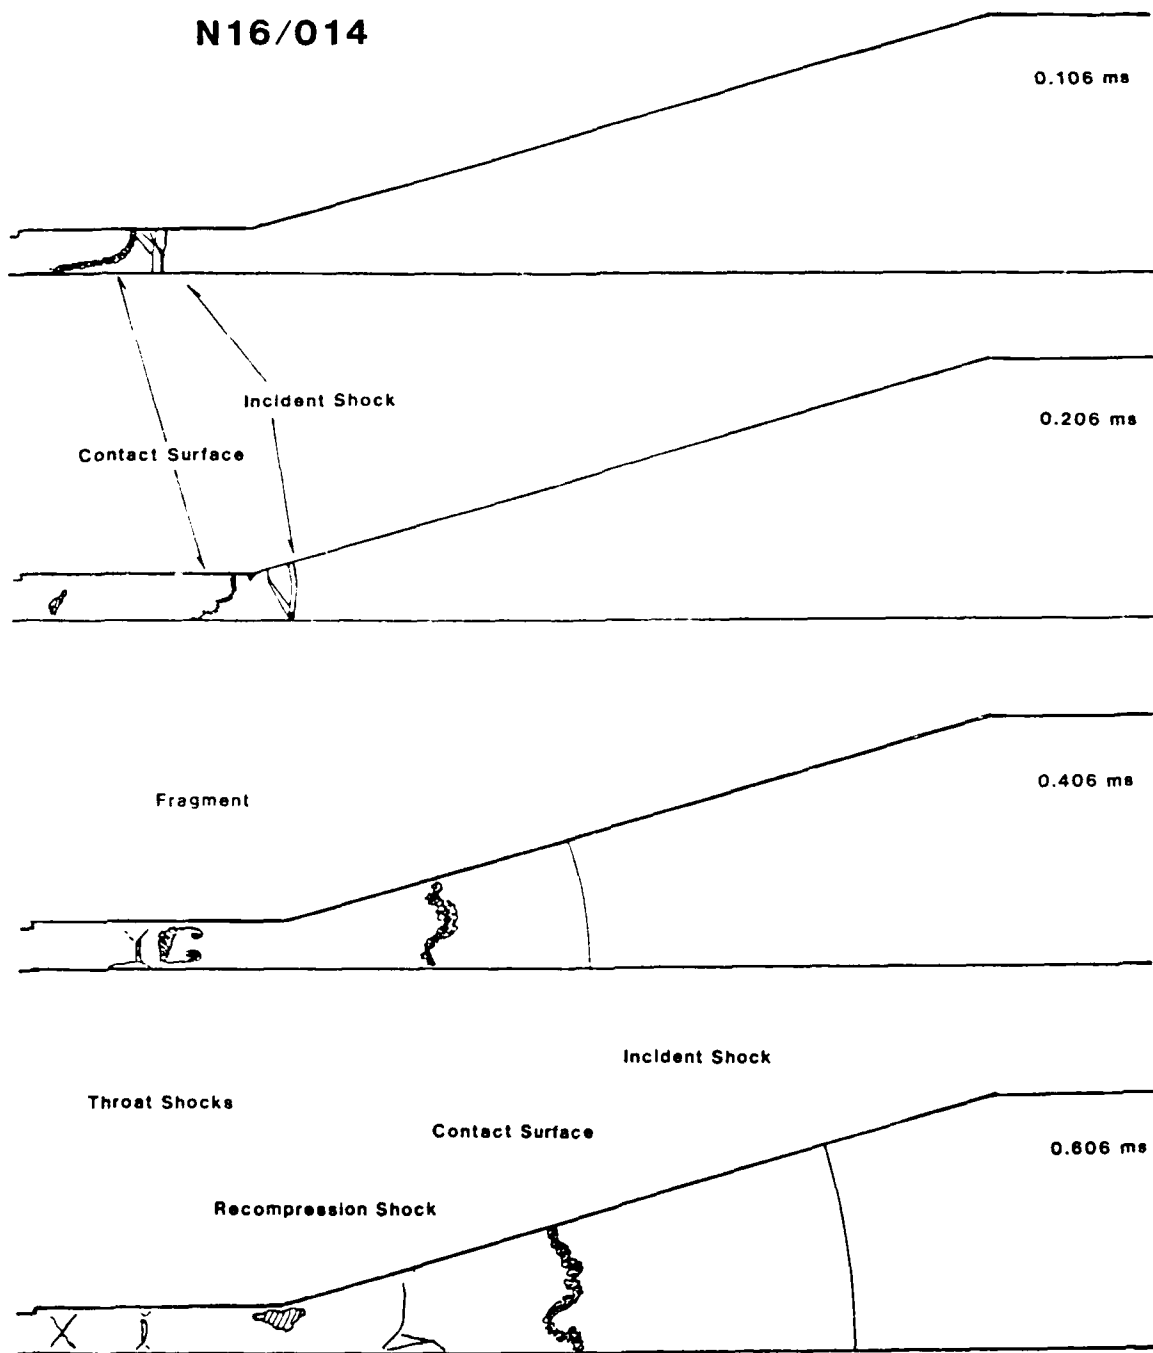 N16/014
0.106 ms
Incident Shock
0.206 ms
Contact Surface
Fragment
0.406 ms
Incident Shock
Throat Shocks
Contact Surface
0.606 ms
Recompression Shock